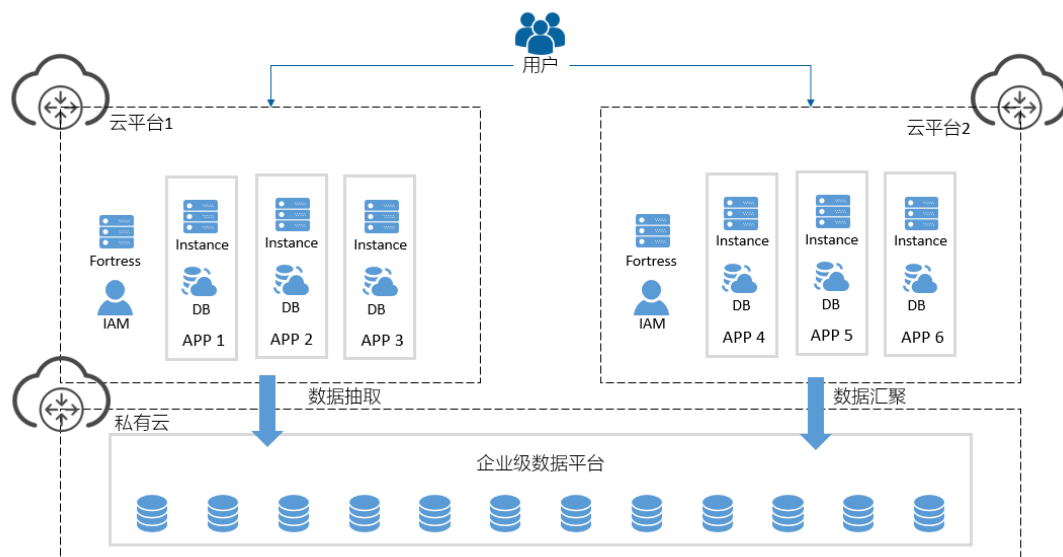 用户
云平台1
云平台2
Instance
Instance
Instance
Fortress
DB
DB
DB
IAM
APP 1
APP 2
APP 3
Instance
Instance
Instance
Fortress
DB
DB
DB
IAM
APP 4
APP 5
APP 6
数据抽取
数据汇聚
私有云
企业级数据平台